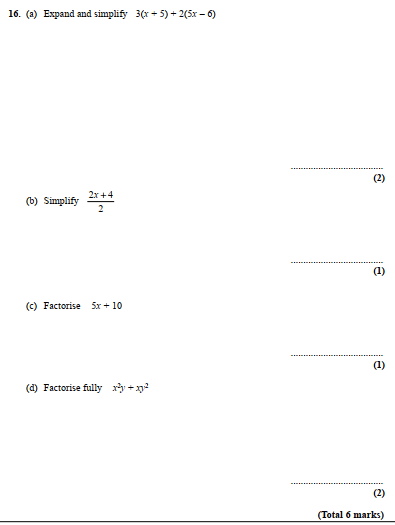 16. (a) Expand and simplify 3(x + 5) + 2(5x – 6)
.......................................
(2)
(b) Simplify (2x + 4)/2
.......................................
(1)
(c) Factorise 5x + 10
.......................................
(1)
(d) Factorise fully x²y + xy²
.......................................
(2)
(Total 6 marks)